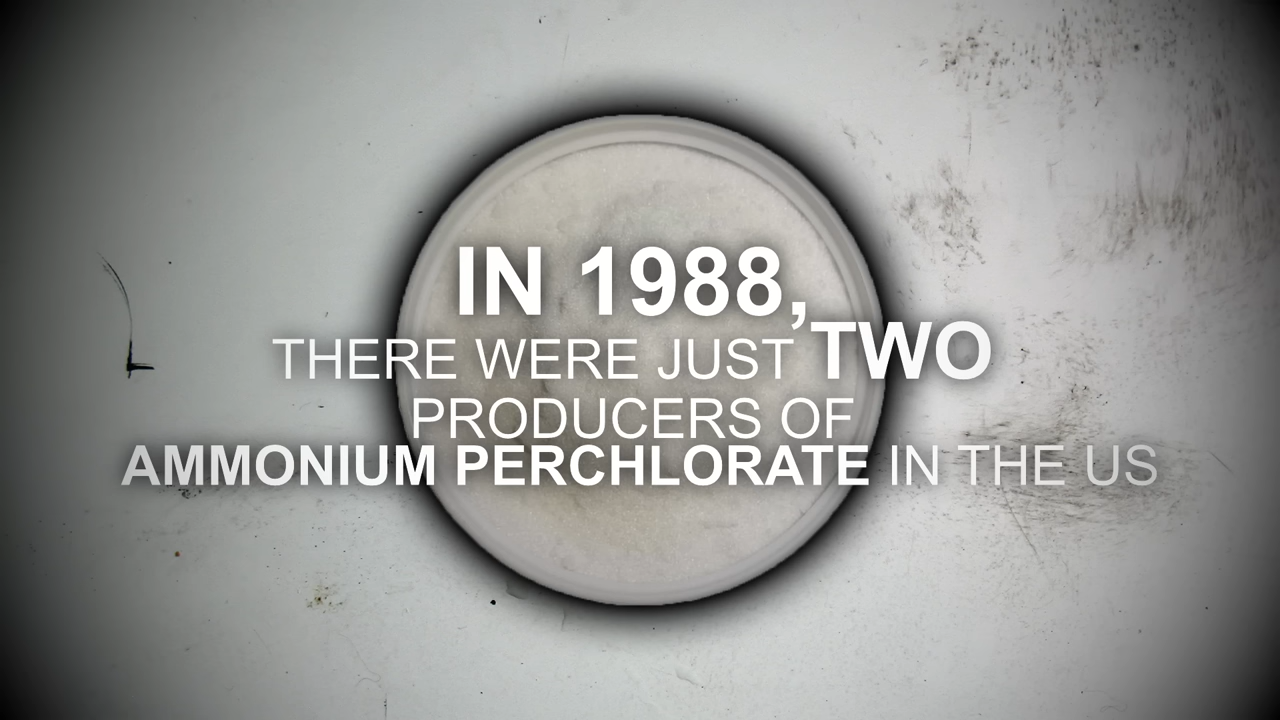 IN 1988,
THERE WERE JUST TWO
PRODUCERS OF
AMMONIUM PERCHLORATE IN THE US